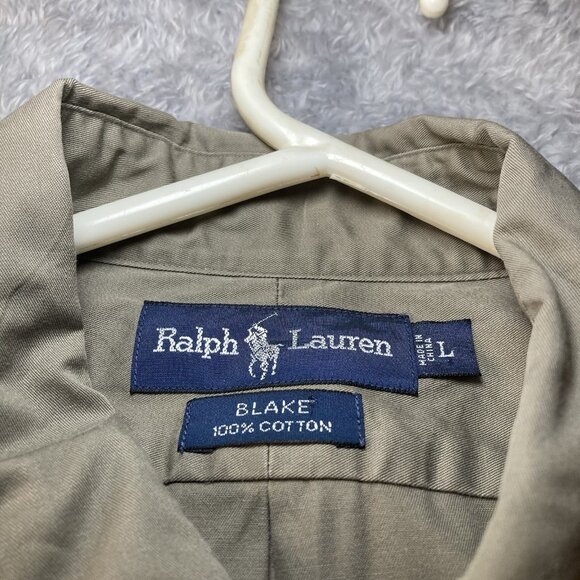 Ralph Lauren
MADE IN
CHINA
L
BLAKE
100% COTTON